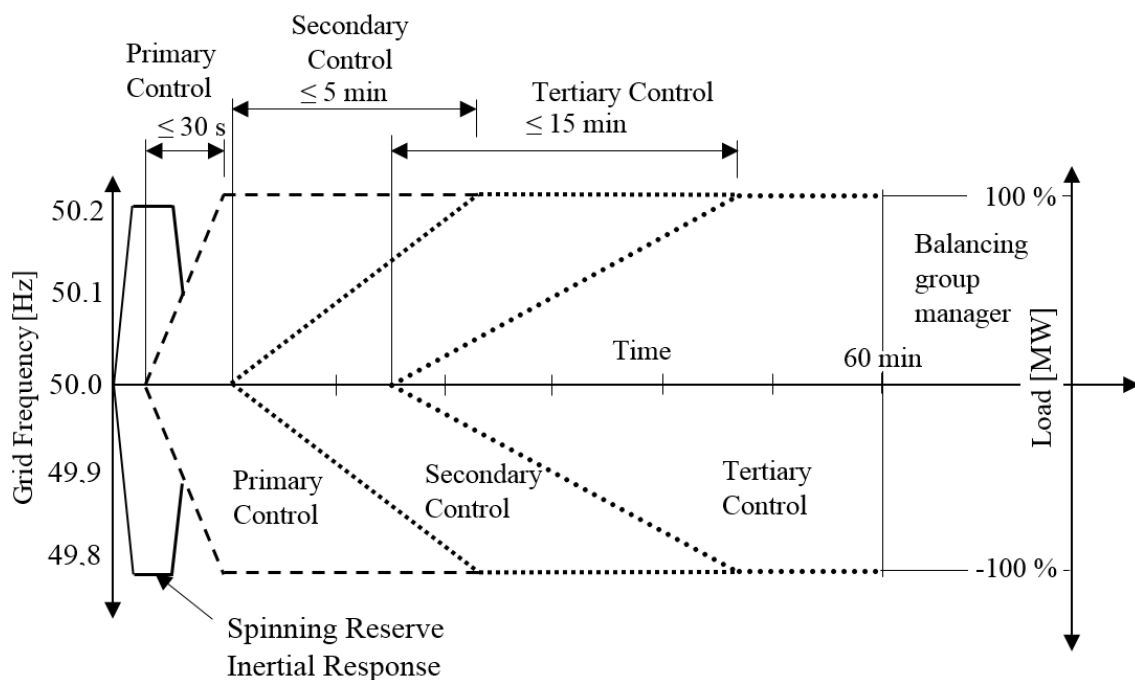 Secondary
Control
≤ 5 min
Primary
Control
≤ 30 s
Tertiary Control
≤ 15 min
Grid Frequency [Hz]
50.2
50.1
50.0
49.9
49.8
Time
60 min
100 %
Balancing
group
manager
Load [MW]
Primary
Control
Secondary
Control
Tertiary
Control
-100 %
Spinning Reserve
Inertial Response